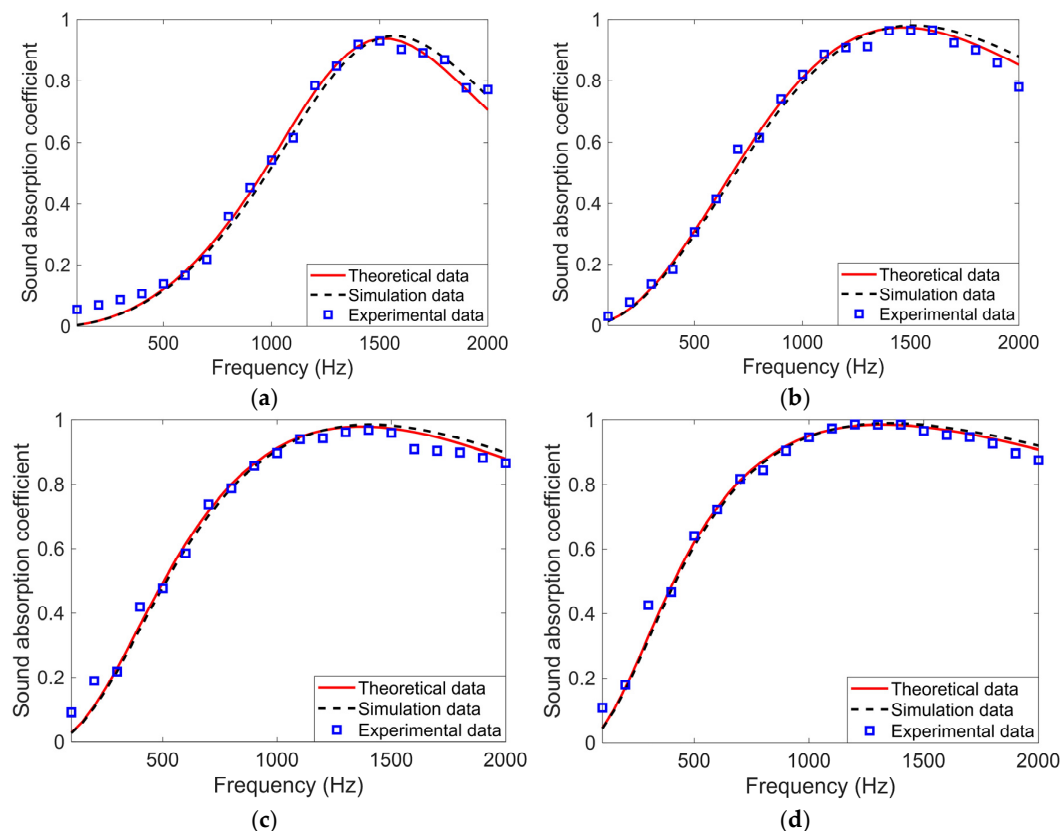 Sound absorption coefficient
1
0.8
0.6
0.4
0.2
0
Theoretical data
Simulation data
Experimental data
500
1000
1500
2000
Frequency (Hz)
(a)
Sound absorption coefficient
1
0.8
0.6
0.4
0.2
0
Theoretical data
Simulation data
Experimental data
500
1000
1500
2000
Frequency (Hz)
(b)
Sound absorption coefficient
1
0.8
0.6
0.4
0.2
0
Theoretical data
Simulation data
Experimental data
500
1000
1500
2000
Frequency (Hz)
(c)
Sound absorption coefficient
1
0.8
0.6
0.4
0.2
0
Theoretical data
Simulation data
Experimental data
500
1000
1500
2000
Frequency (Hz)
(d)